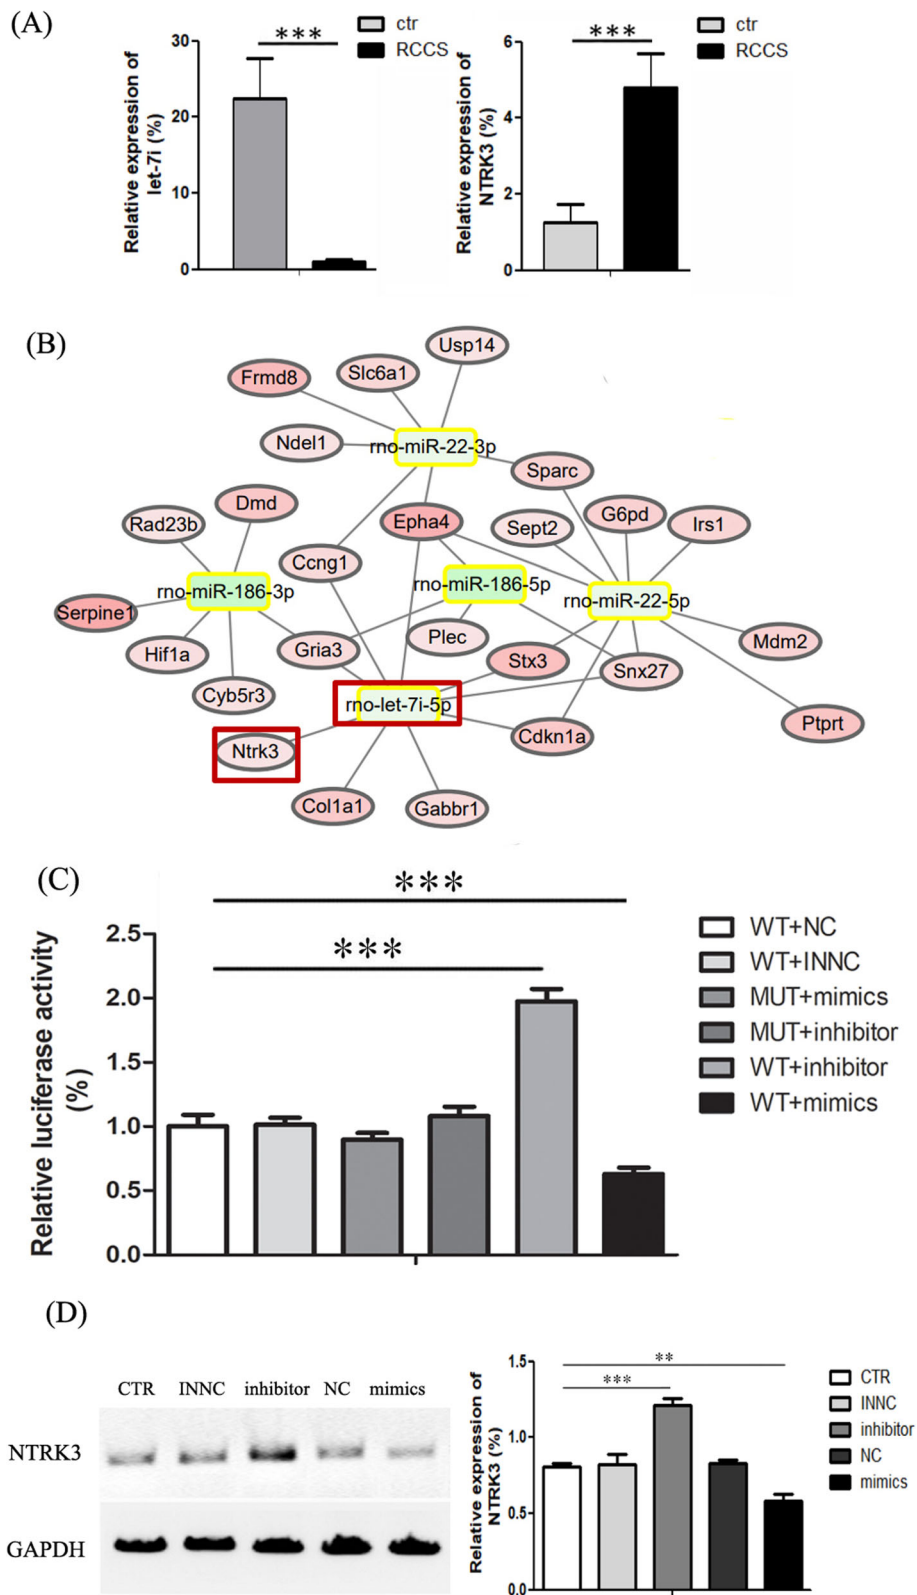 (A)
Relative expression of
let-7i (%)
30
20
10
0
***
ctr
RCCS
Relative expression of
NTRK3 (%)
6
4
2
0
***
ctr
RCCS
(B)
Usp14
Slc6a1
Frmd8
Ndel1
rno-miR-22-3p
Sparc
Dmd
Rad23b
Epha4
Sept2
G6pd
Irs1
Ccng1
rno-miR-186-3p
rno-miR-186-5p
rno-miR-22-5p
Serpine1
Hif1a
Gria3
Plec
Stx3
Snx27
Mdm2
Cyb5r3
rno-let-7i-5p
Ntrk3
Cdkn1a
Ptprt
Col1a1
Gabbr1
(C)
Relative luciferase activity
(%)
2.5
2.0
1.5
1.0
0.5
0.0
***
***
WT+NC
WT+INNC
MUT+mimics
MUT+inhibitor
WT+inhibitor
WT+mimics
(D)
CTR INNC inhibitor NC mimics
NTRK3
GAPDH
Relative expression of
NTRK3 (%)
1.5
1.0
0.5
0.0
**
***
CTR
INNC
inhibitor
NC
mimics